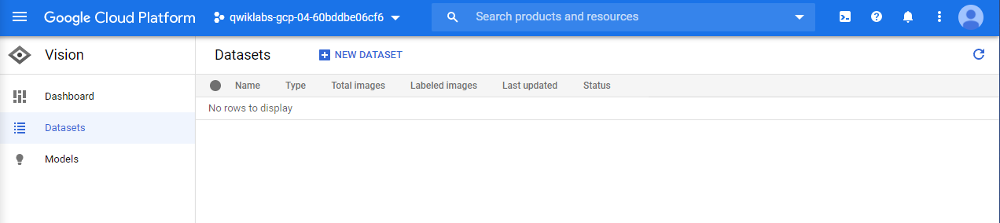 Google Cloud Platform qwiklabs-gcp-04-60bddbe06cf6 Search products and resources
Vision Datasets NEW DATASET
Name Type Total images Labeled images Last updated Status
Dashboard
No rows to display
Datasets
Models